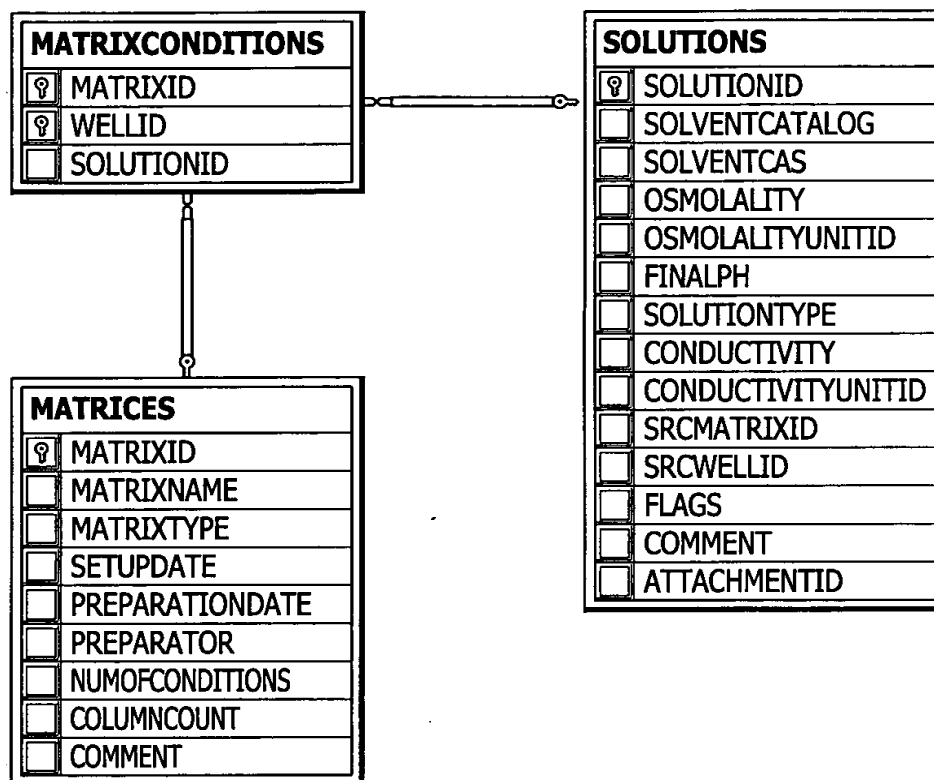 MATRIXCONDITIONS
MATRIXID
WELLID
SOLUTIONID
MATRICES
MATRIXID
MATRIXNAME
MATRIXTYPE
SETUPDATE
PREPARATIONDATE
PREPARATOR
NUMOFCONDITIONS
COLUMNCOUNT
COMMENT
SOLUTIONS
SOLUTIONID
SOLVENTCATALOG
SOLVENTCAS
OSMOLALITY
OSMOLALITYUNITID
FINALPH
SOLUTIONTYPE
CONDUCTIVITY
CONDUCTIVITYUNITID
SRCMATRIXID
SRCWELLID
FLAGS
COMMENT
ATTACHMENTID